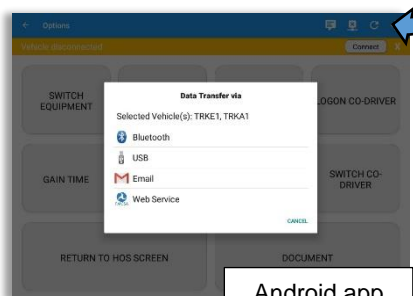 Options
Vehicle disconnected
Connect
X
SWITCH
EQUIPMENT
LOGON CO-DRIVER
Data Transfer via
Selected Vehicle(s): TRKE1, TRKA1
Bluetooth
USB
Email
Web Service
CANCEL
GAIN TIME
SWITCH CO-
DRIVER
RETURN TO HOS SCREEN
DOCUMENT
Android app